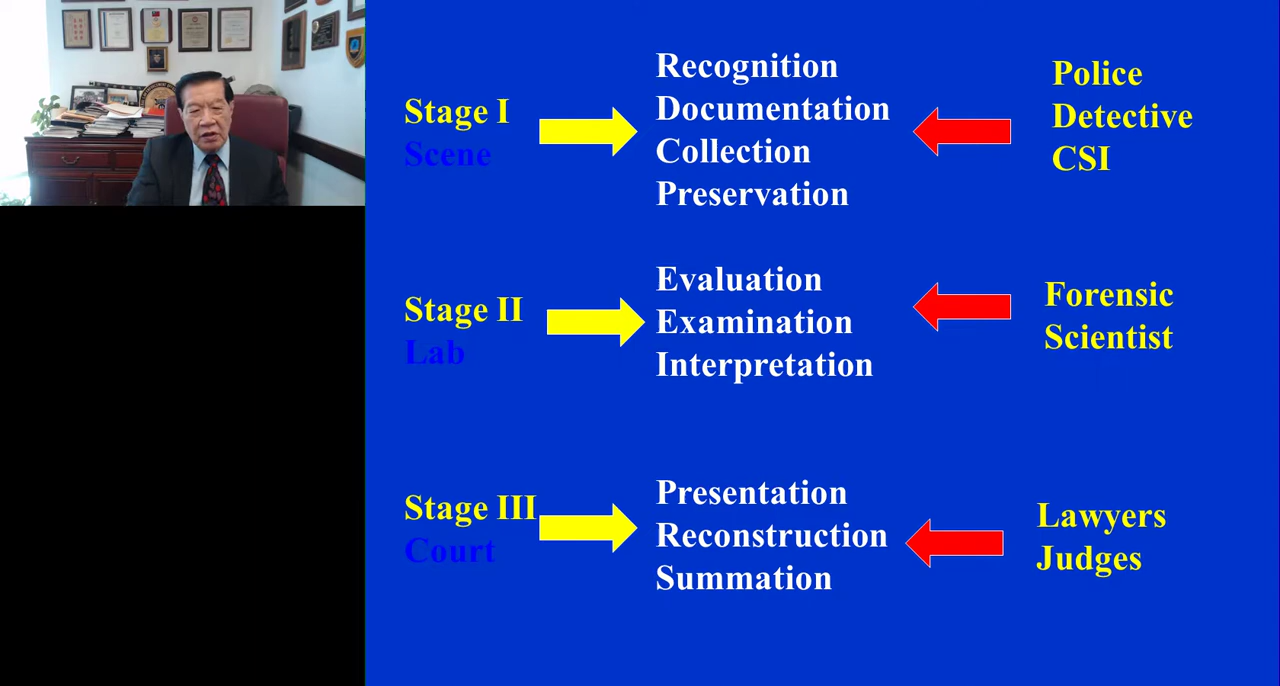 Stage I
Scene
Recognition
Documentation
Collection
Preservation
Police
Detective
CSI
Stage II
Lab
Evaluation
Examination
Interpretation
Forensic
Scientist
Stage III
Court
Presentation
Reconstruction
Summation
Lawyers
Judges